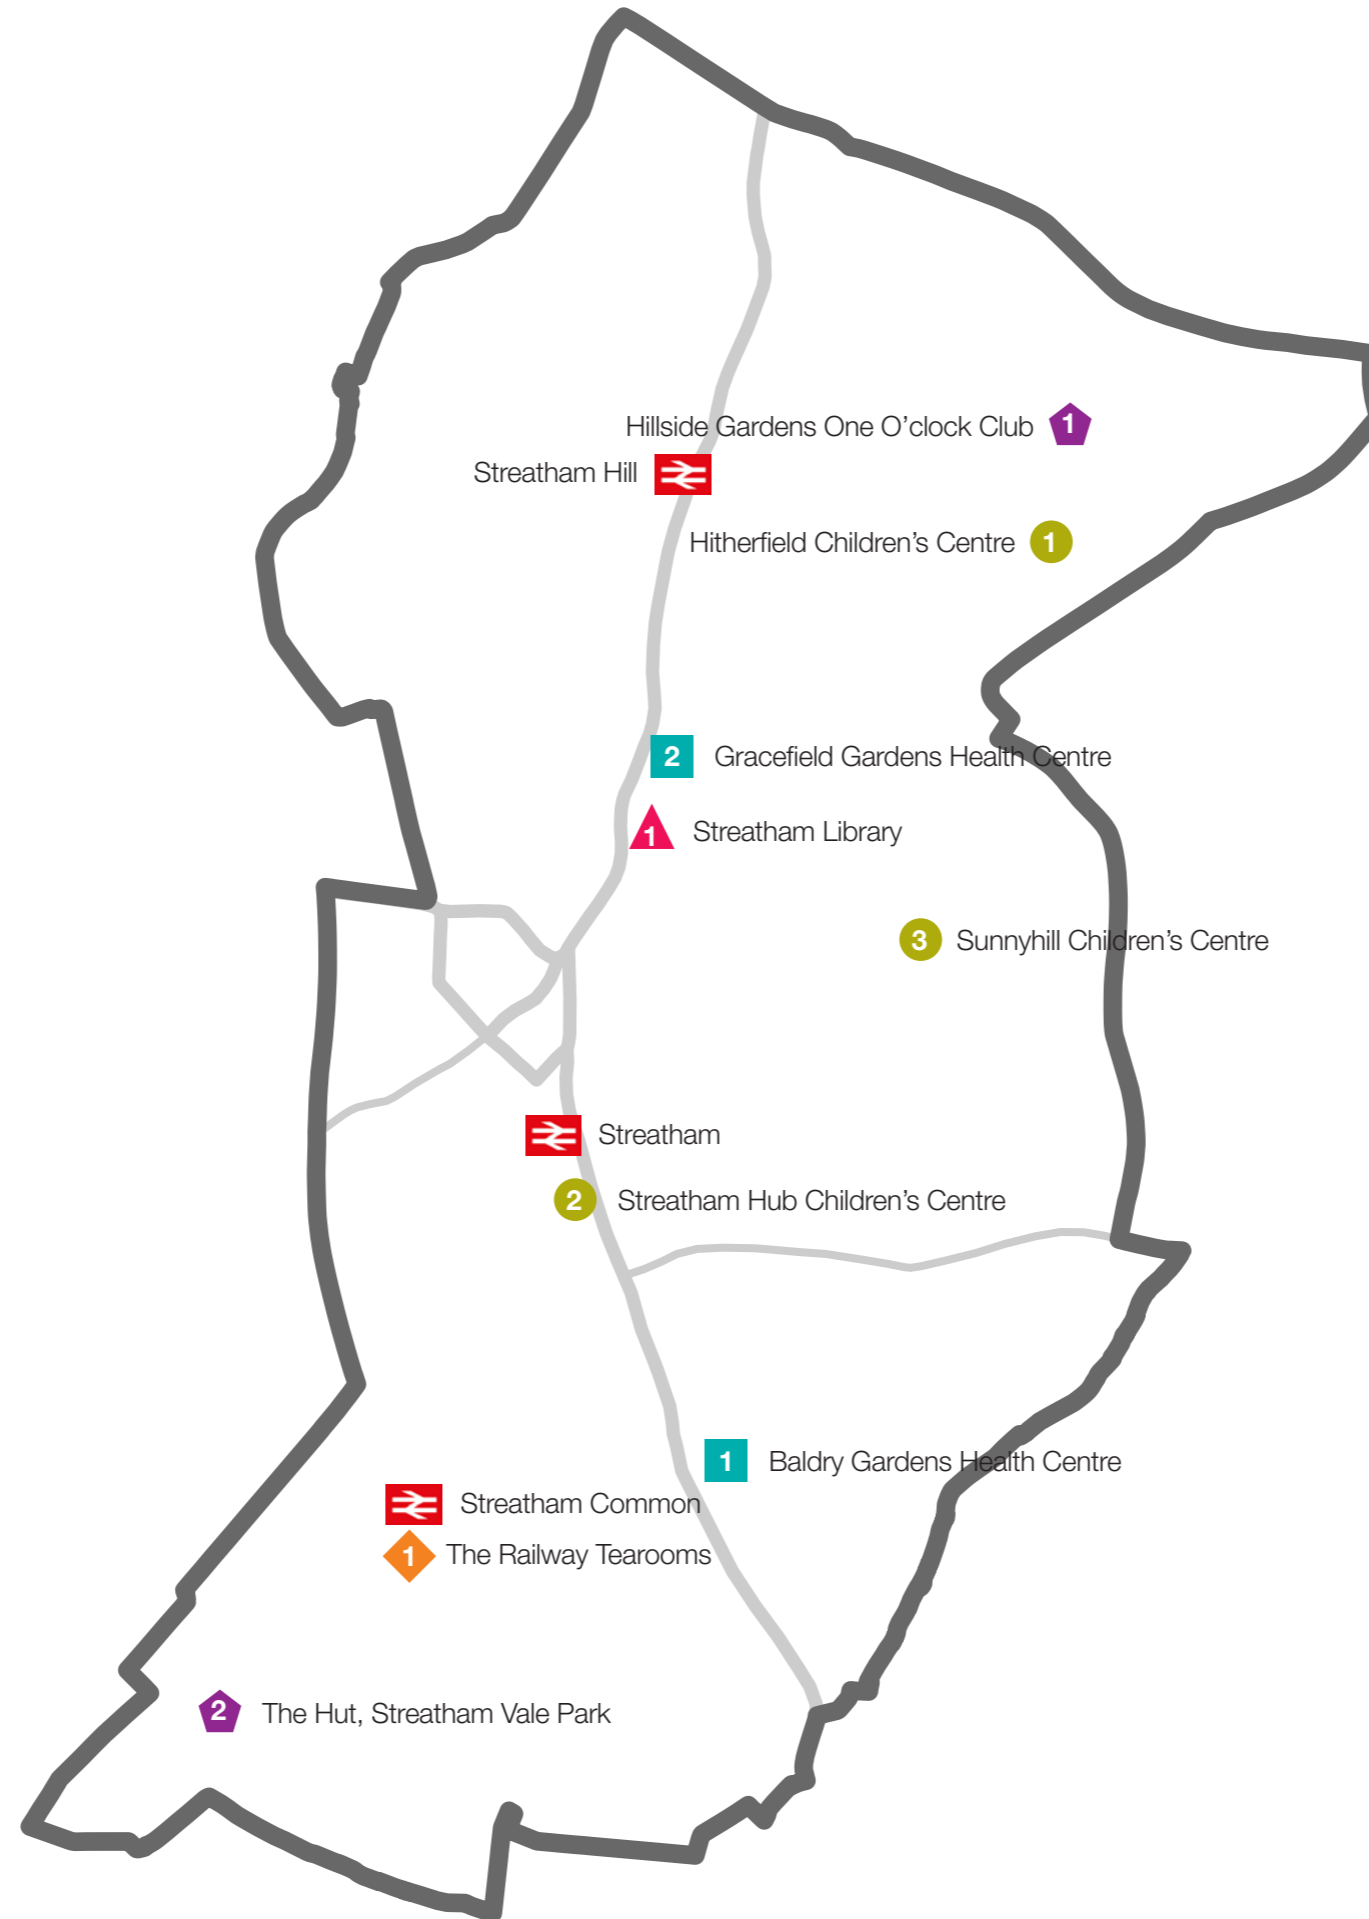 Hillside Gardens One O’clock Club 1
Streatham Hill
Hitherfield Children’s Centre 1
2 Gracefield Gardens Health Centre
1 Streatham Library
3 Sunnyhill Children’s Centre
Streatham
2 Streatham Hub Children’s Centre
1 Baldry Gardens Health Centre
Streatham Common
1 The Railway Tearooms
2 The Hut, Streatham Vale Park